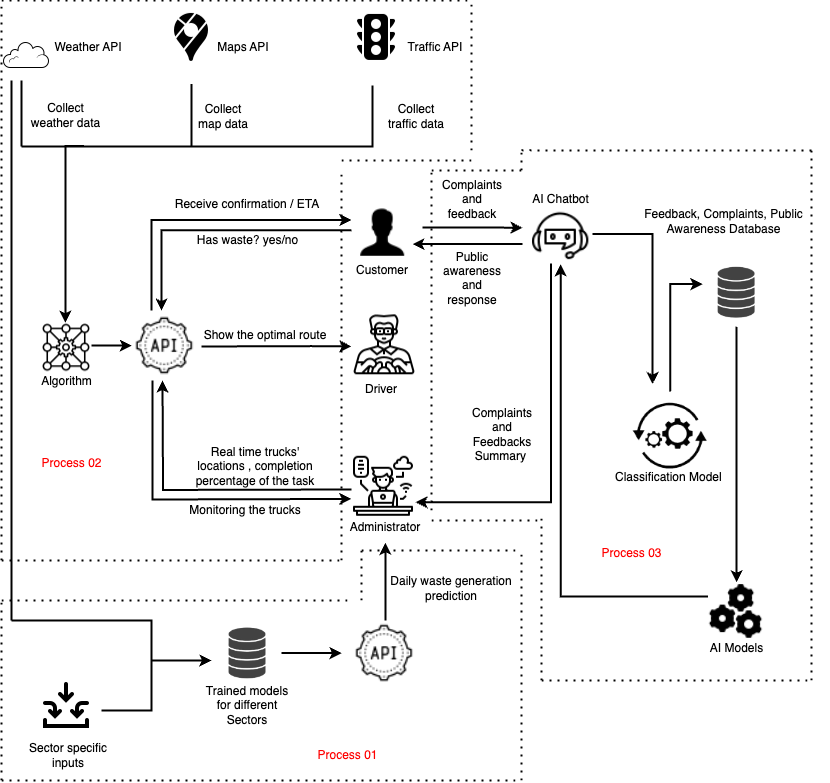 Weather API
Maps API
Traffic API
Collect
weather data
Collect
map data
Collect
traffic data
Receive confirmation / ETA
Has waste? yes/no
Customer
Complaints
and
feedback
Public
awareness
and
response
AI Chatbot
Feedback, Complaints, Public
Awareness Database
API
Algorithm
Show the optimal route
Driver
Process 02
Complaints
and
Feedbacks
Summary
Classification Model
Real time trucks'
locations , completion
percentage of the task
Monitoring the trucks
Administrator
Process 03
Daily waste generation
prediction
AI Models
API
Trained models
for different
Sectors
Sector specific
inputs
Process 01